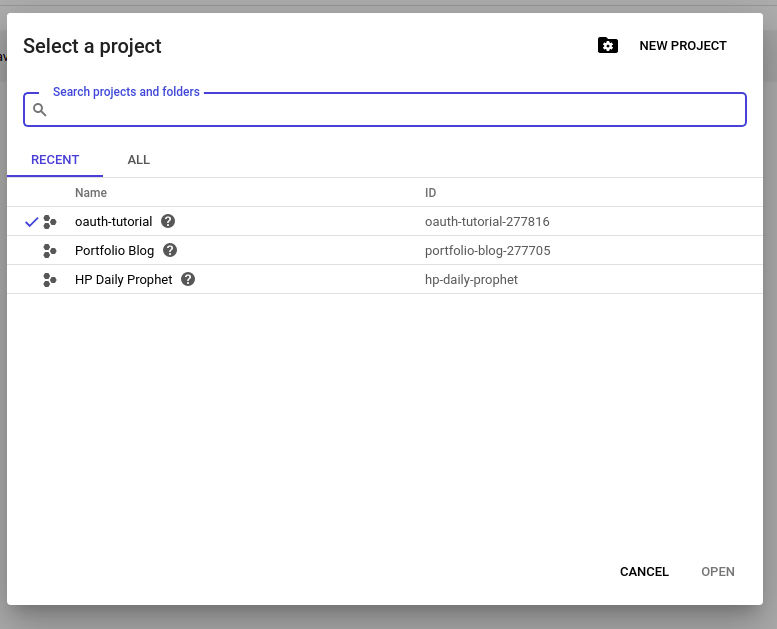 Select a project
NEW PROJECT
Search projects and folders
RECENT ALL
Name ID
oauth-tutorial oauth-tutorial-277816
Portfolio Blog portfolio-blog-277705
HP Daily Prophet hp-daily-prophet
CANCEL OPEN